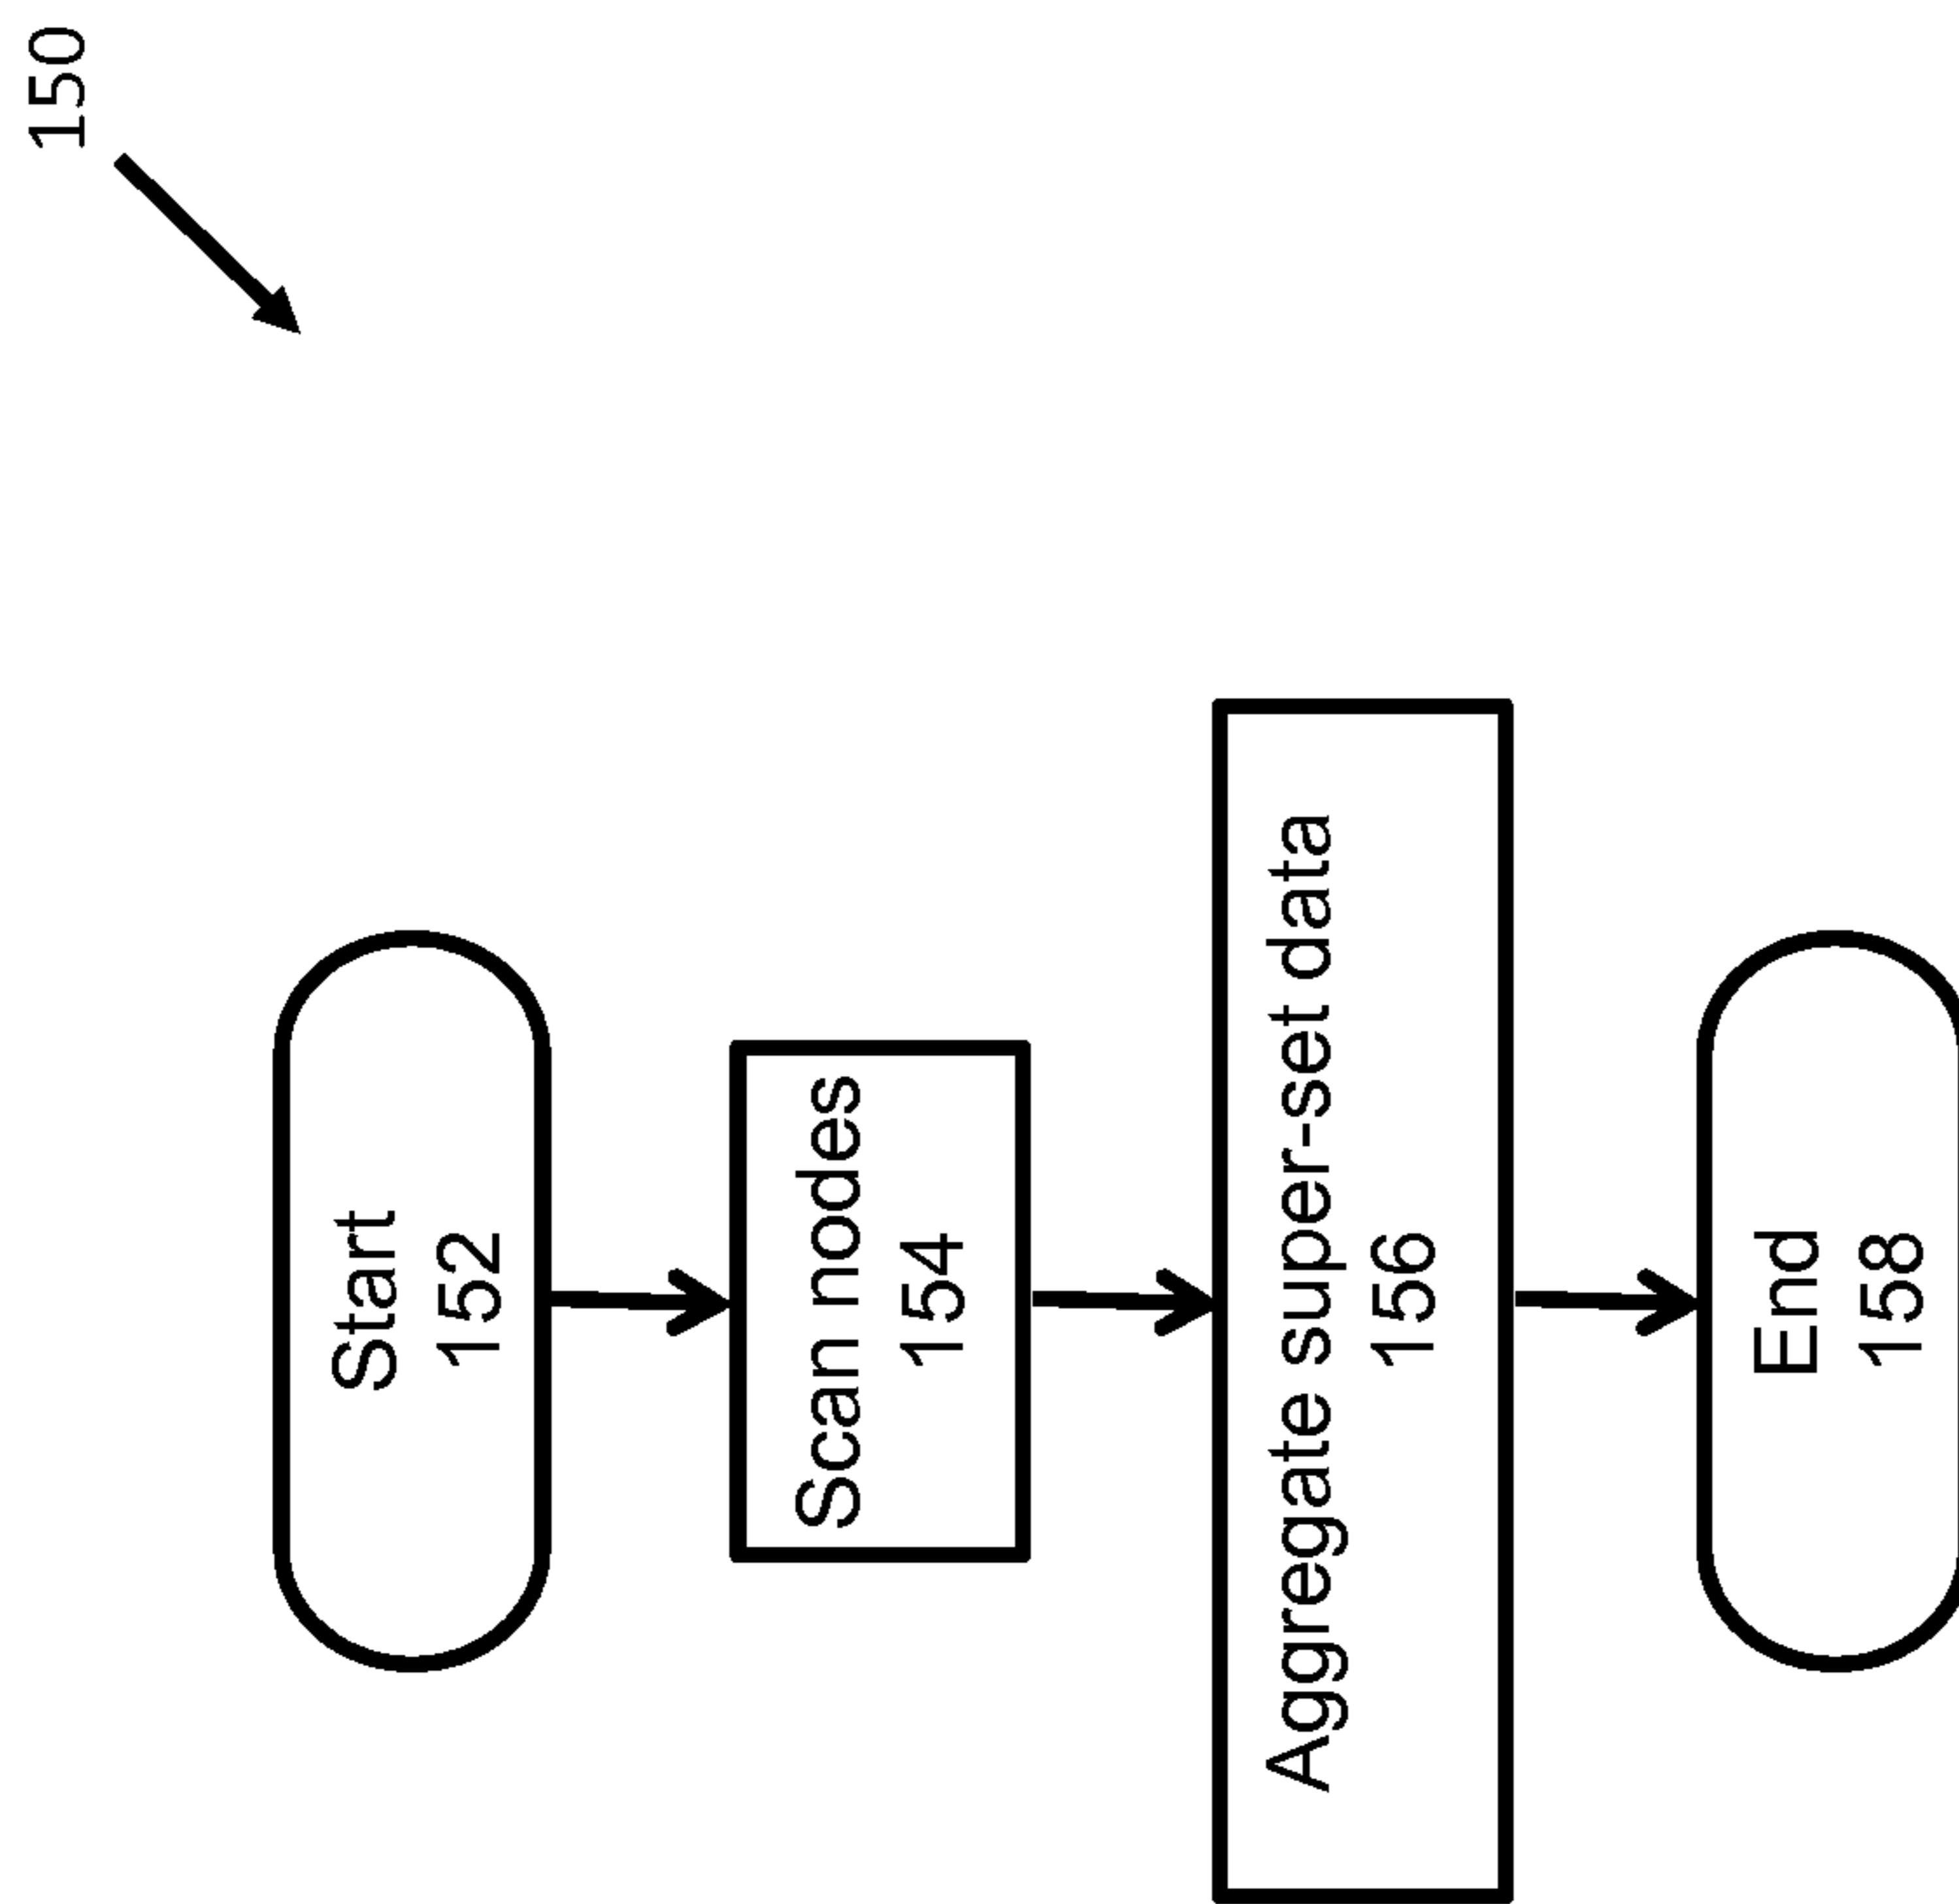 150
Start
152
Scan nodes
154
Aggregate super-set data
156
End
158